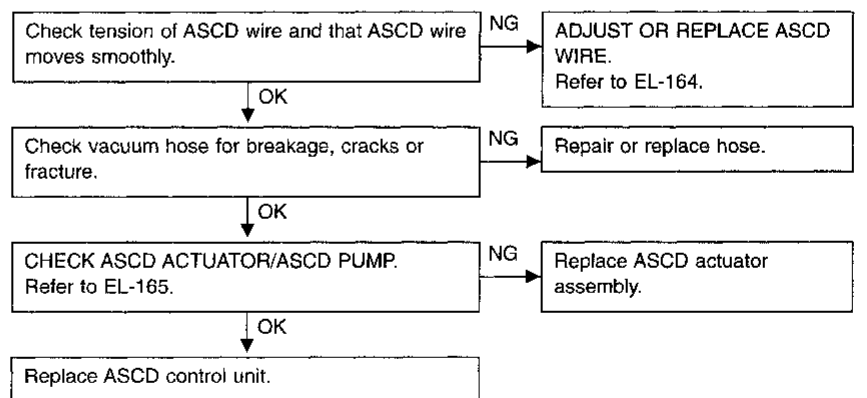 Check tension of ASCD wire and that ASCD wire
moves smoothly.
NG
ADJUST OR REPLACE ASCD
WIRE.
Refer to EL-164.
OK
Check vacuum hose for breakage, cracks or
fracture.
NG
Repair or replace hose.
OK
CHECK ASCD ACTUATOR/ASCD PUMP.
Refer to EL-165.
NG
Replace ASCD actuator
assembly.
OK
Replace ASCD control unit.